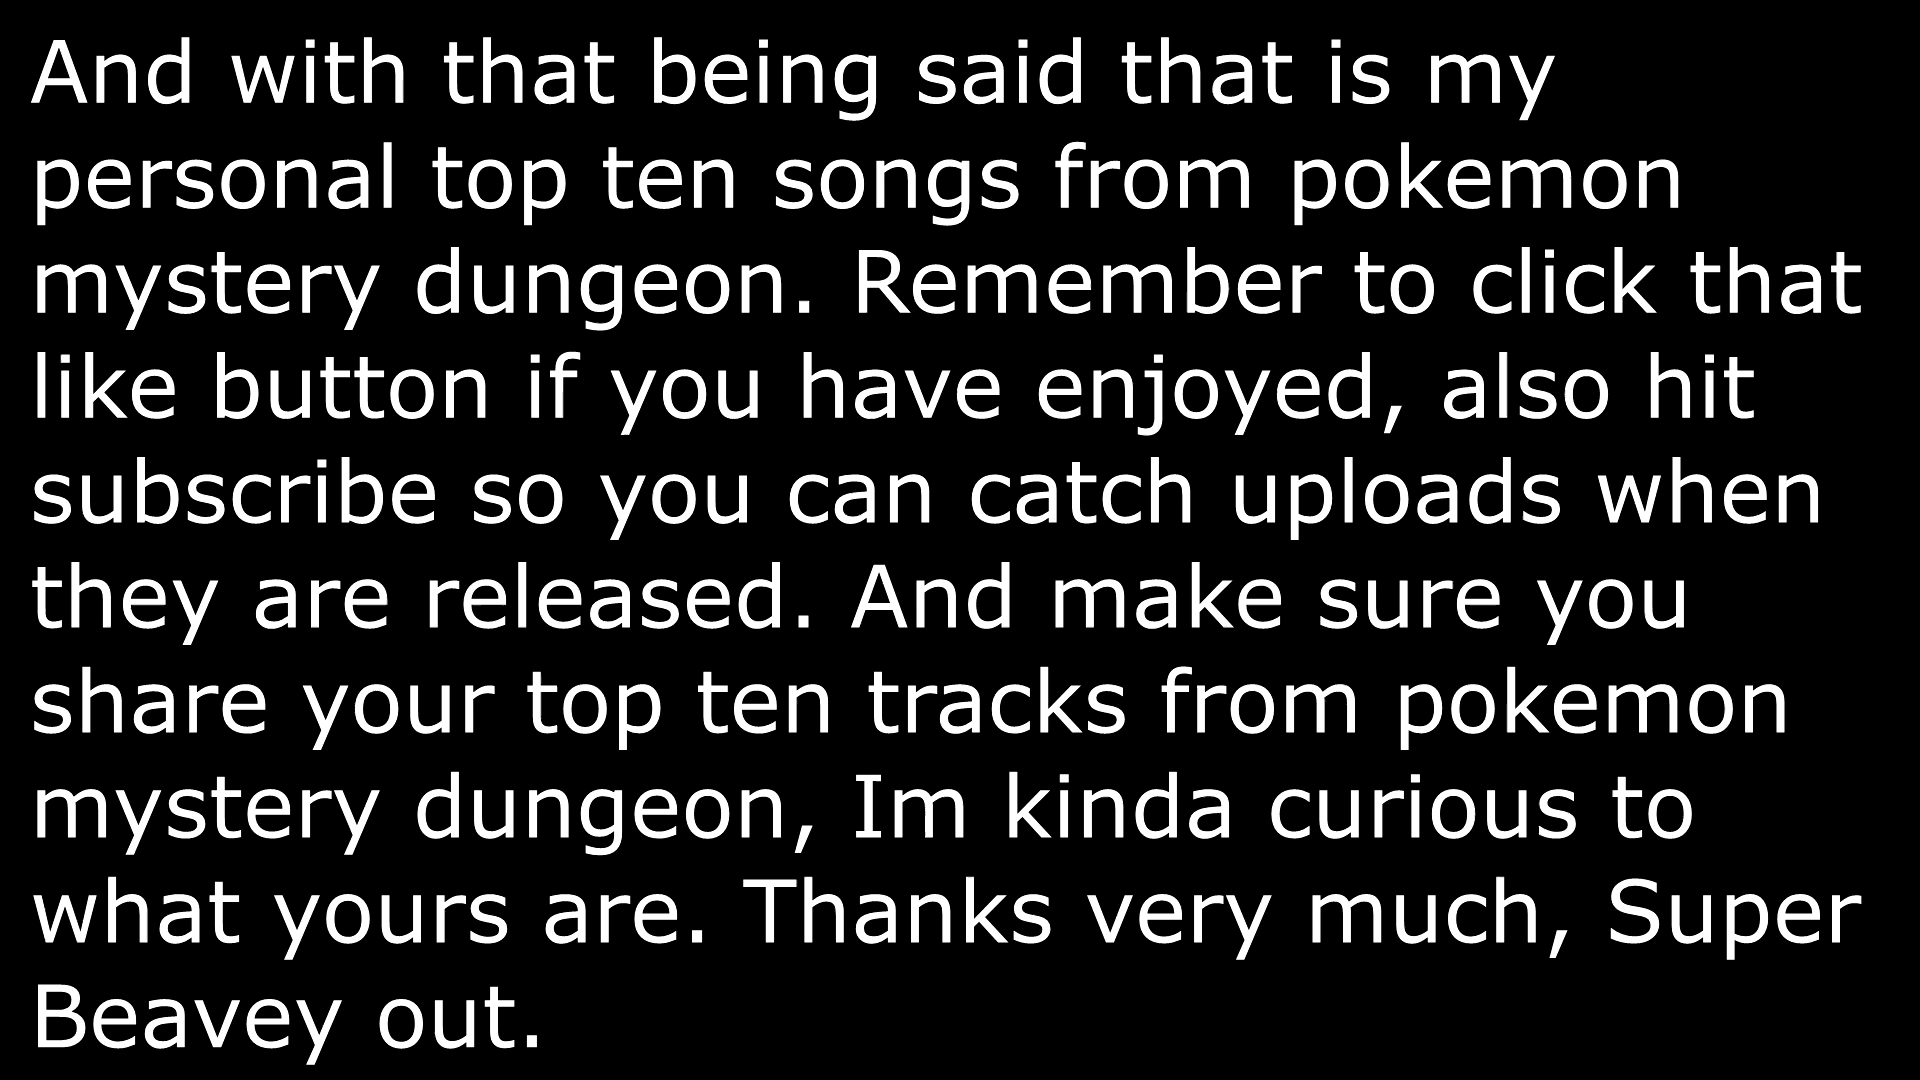 And with that being said that is my
personal top ten songs from pokemon
mystery dungeon. Remember to click that
like button if you have enjoyed, also hit
subscribe so you can catch uploads when
they are released. And make sure you
share your top ten tracks from pokemon
mystery dungeon, Im kinda curious to
what yours are. Thanks very much, Super
Beavey out.